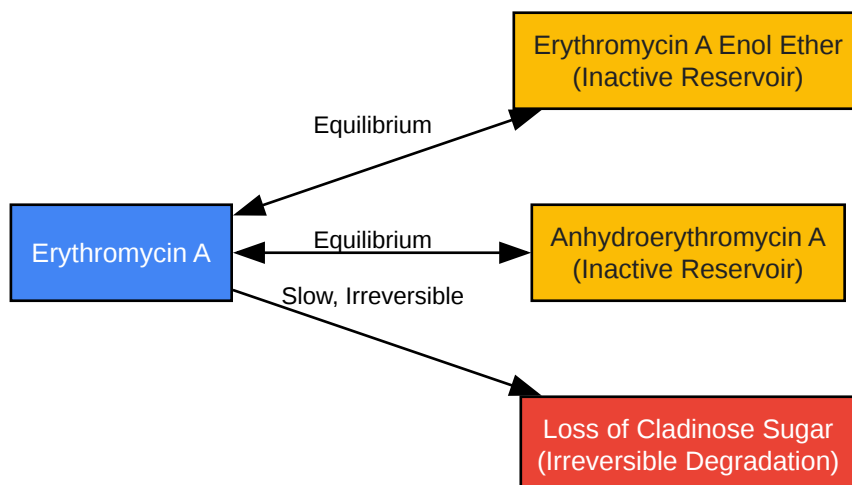 Erythromycin A Enol Ether
(Inactive Reservoir)
Equilibrium
Erythromycin A
Equilibrium
Anhydroerythromycin A
(Inactive Reservoir)
Slow, Irreversible
Loss of Cladinose Sugar
(Irreversible Degradation)